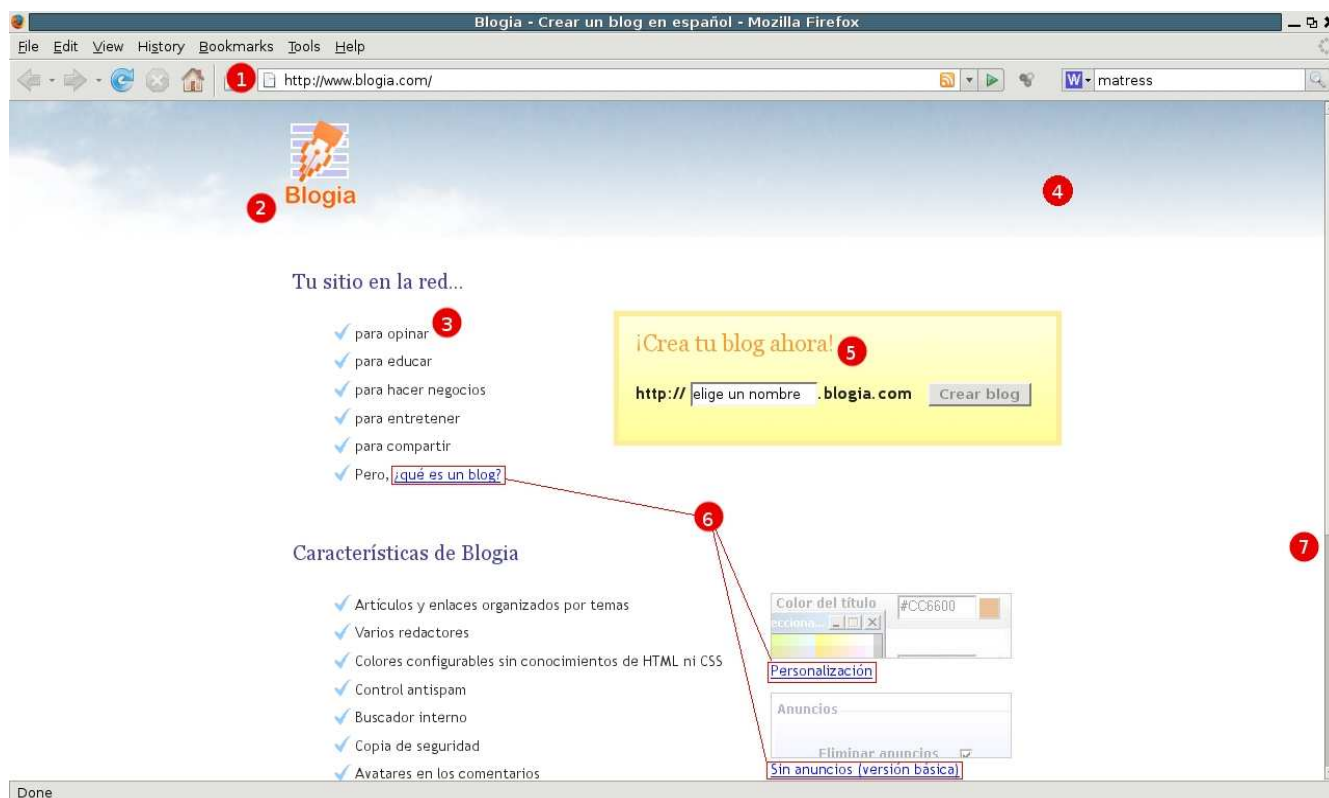 Blogia - Crear un blog en español - Mozilla Firefox
File Edit View History Bookmarks Tools Help
1
http://www.blogia.com/
W
matress
Blogia
2
4
Tu sitio en la red...
para opinar
3
para educar
para hacer negocios
para entretener
para compartir
Pero, ¿qué es un blog?
¡Crea tu blog ahora!
5
http:// elige un nombre .blogia.com Crear blog
6
7
Características de Blogia
Artículos y enlaces organizados por temas
Varios redactores
Colores configurables sin conocimientos de HTML ni CSS
Control antispam
Buscador interno
Copia de seguridad
Avatares en los comentarios
Color del título #CC6600
ecciona...
Personalización
Anuncios
Eliminar anuncios
Sin anuncios (versión básica)
Done